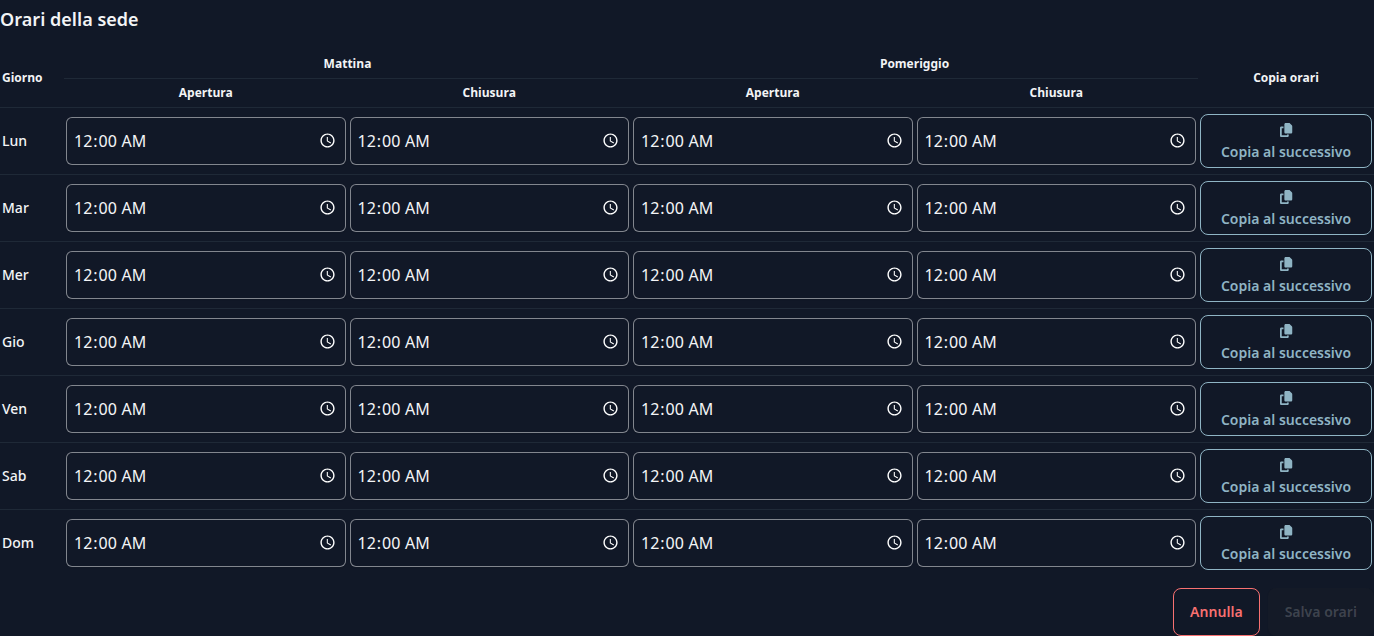 Orari della sede
Giorno Mattina Pomeriggio Copia orari
Apertura Chiusura Apertura Chiusura
Lun 12:00 AM 12:00 AM 12:00 AM 12:00 AM Copia al successivo
Mar 12:00 AM 12:00 AM 12:00 AM 12:00 AM Copia al successivo
Mer 12:00 AM 12:00 AM 12:00 AM 12:00 AM Copia al successivo
Gio 12:00 AM 12:00 AM 12:00 AM 12:00 AM Copia al successivo
Ven 12:00 AM 12:00 AM 12:00 AM 12:00 AM Copia al successivo
Sab 12:00 AM 12:00 AM 12:00 AM 12:00 AM Copia al successivo
Dom 12:00 AM 12:00 AM 12:00 AM 12:00 AM Copia al successivo
Annulla Salva orari